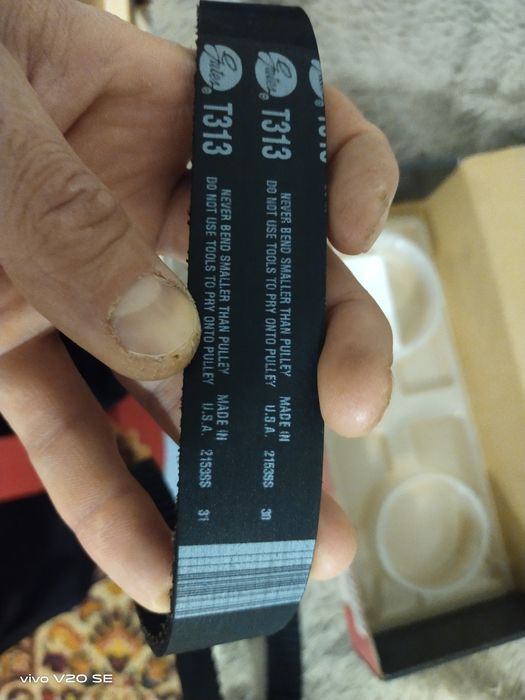 Gates ®
T313
NEVER BEND SMALLER THAN PULLEY
DO NOT USE TOOLS TO PRY ONTO PULLEY
MADE IN
U.S.A.
2153SS
30
Gates ®
T313
NEVER BEND SMALLER THAN PULLEY
DO NOT USE TOOLS TO PRY ONTO PULLEY
MADE IN
U.S.A.
2153SS
31
vivo V20 SE